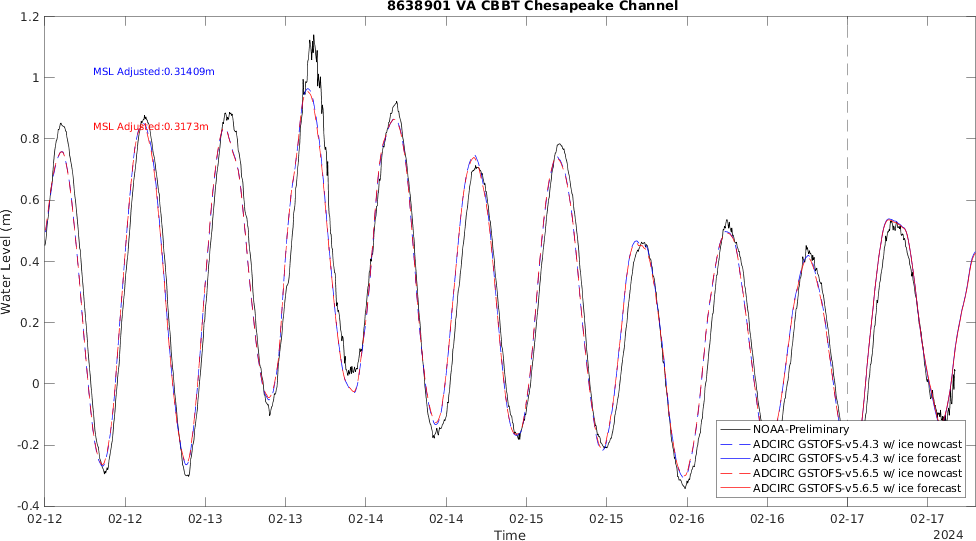 8638901 VA CBBT Chesapeake Channel
1.2
1
0.8
0.6
0.4
0.2
0
-0.2
-0.4
Water Level (m)
MSL Adjusted:0.31409m
MSL Adjusted:0.3173m
NOAA-Preliminary
ADCIRC GSTOFS-v5.4.3 w/ ice nowcast
ADCIRC GSTOFS-v5.4.3 w/ ice forecast
ADCIRC GSTOFS-v5.6.5 w/ ice nowcast
ADCIRC GSTOFS-v5.6.5 w/ ice forecast
02-12 02-12 02-13 02-13 02-14 02-14 02-15 02-15 02-16 02-16 02-17 02-17
2024
Time